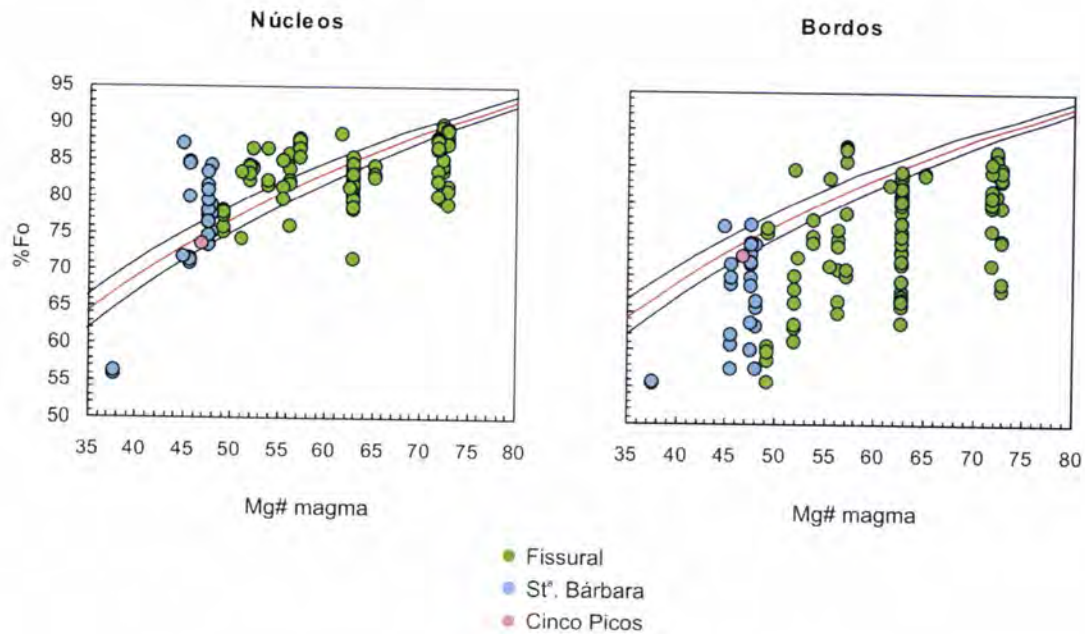 Núcleos
Bordos
%Fo
95
90
85
80
75
70
65
60
55
50
35 40 45 50 55 60 65 70 75 80
35 40 45 50 55 60 65 70 75 80
Mg# magma
Mg# magma
Fissural
Stª. Bárbara
Cinco Picos